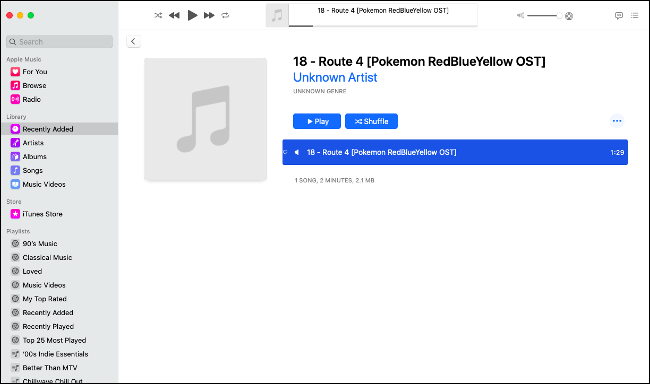 18 - Route 4 [Pokemon RedBlueYellow OST]
Search
Apple Music
For You
Browse
Radio
Library
Recently Added
Artists
Albums
Songs
Music Videos
Store
iTunes Store
Playlists
90's Music
Classical Music
Loved
Music Videos
My Top Rated
Recently Added
Recently Played
Top 25 Most Played
'00s Indie Essentials
Better Than MTV
Chillwave Chill Out
18 - Route 4 [Pokemon RedBlueYellow OST]
Unknown Artist
UNKNOWN GENRE
Play
Shuffle
18 - Route 4 [Pokemon RedBlueYellow OST] 1:29
1 SONG, 2 MINUTES, 2.1 MB